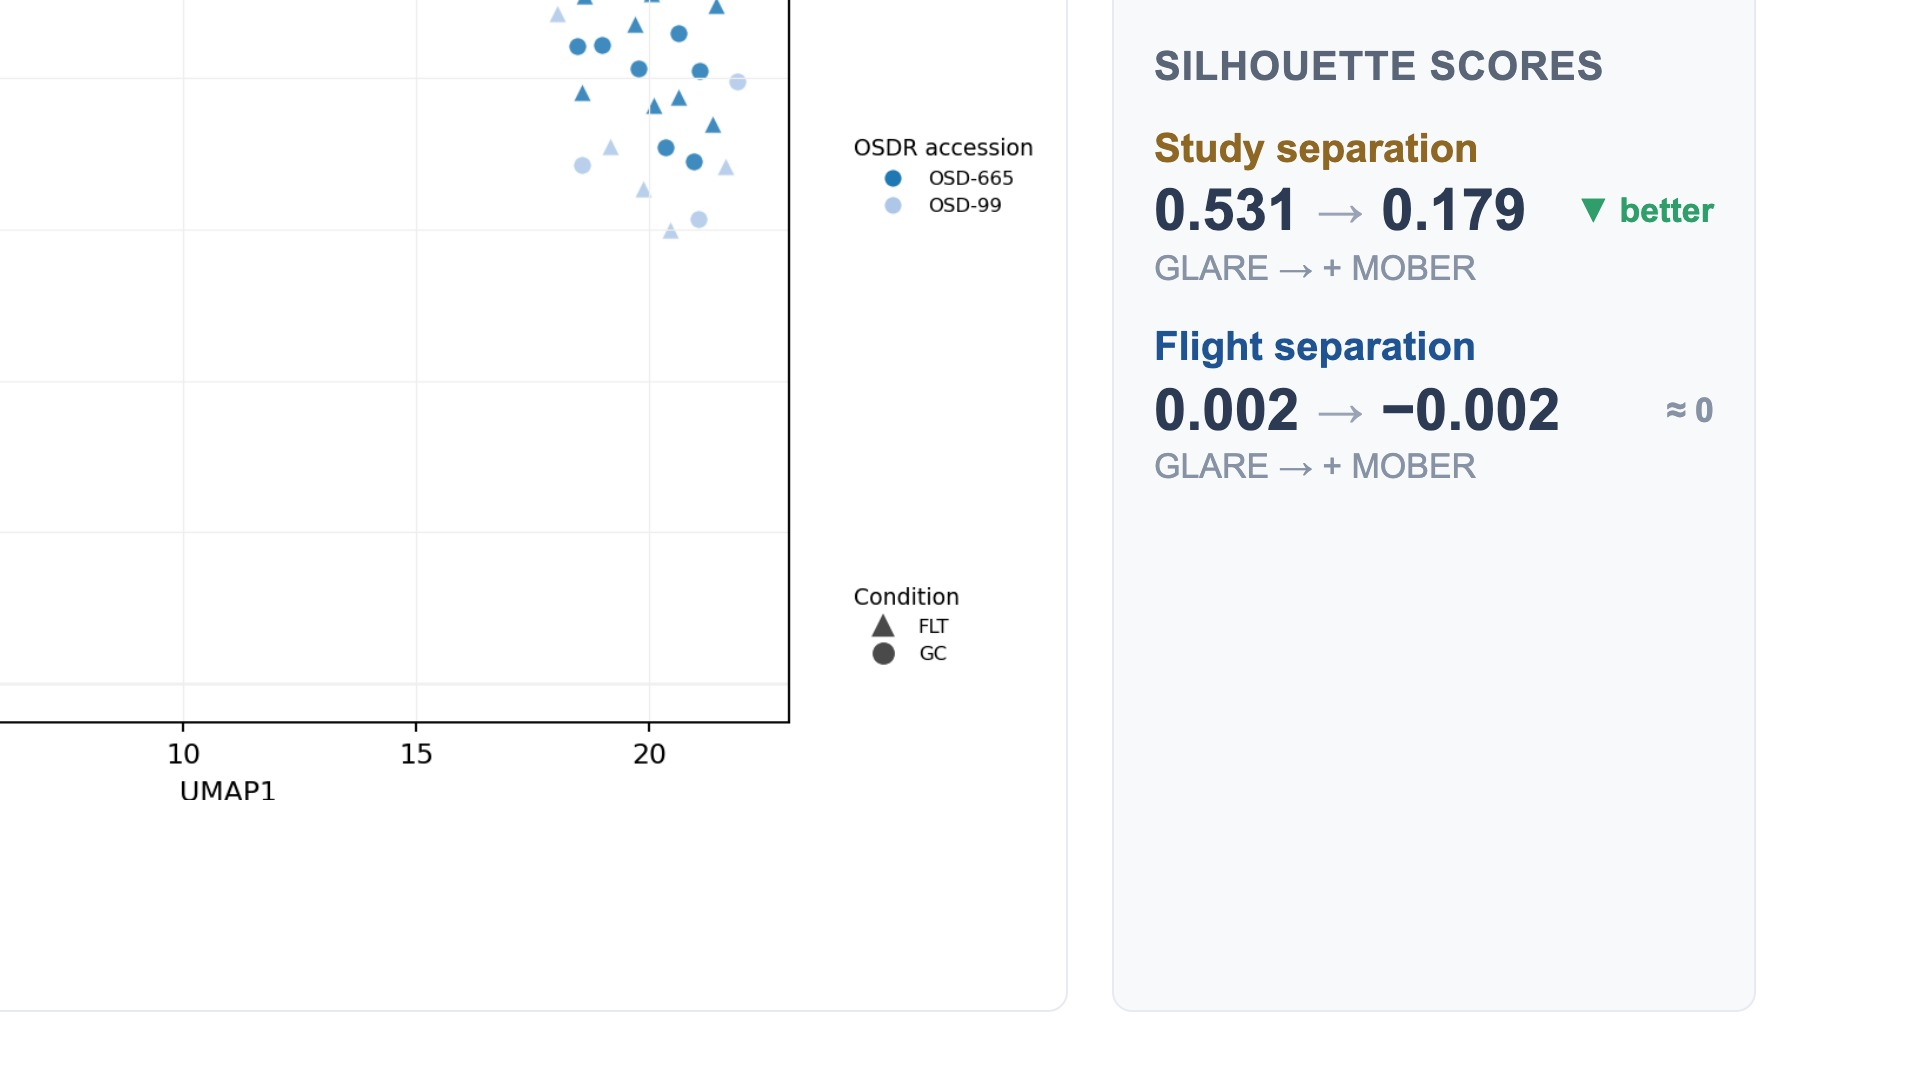 OSDR accession
OSD-665
OSD-99
Condition
FLT
GC
10 15 20
UMAP1
SILHOUETTE SCORES
Study separation
0.531 → 0.179 ▼ better
GLARE → + MOBER
Flight separation
0.002 → −0.002 ≈ 0
GLARE → + MOBER